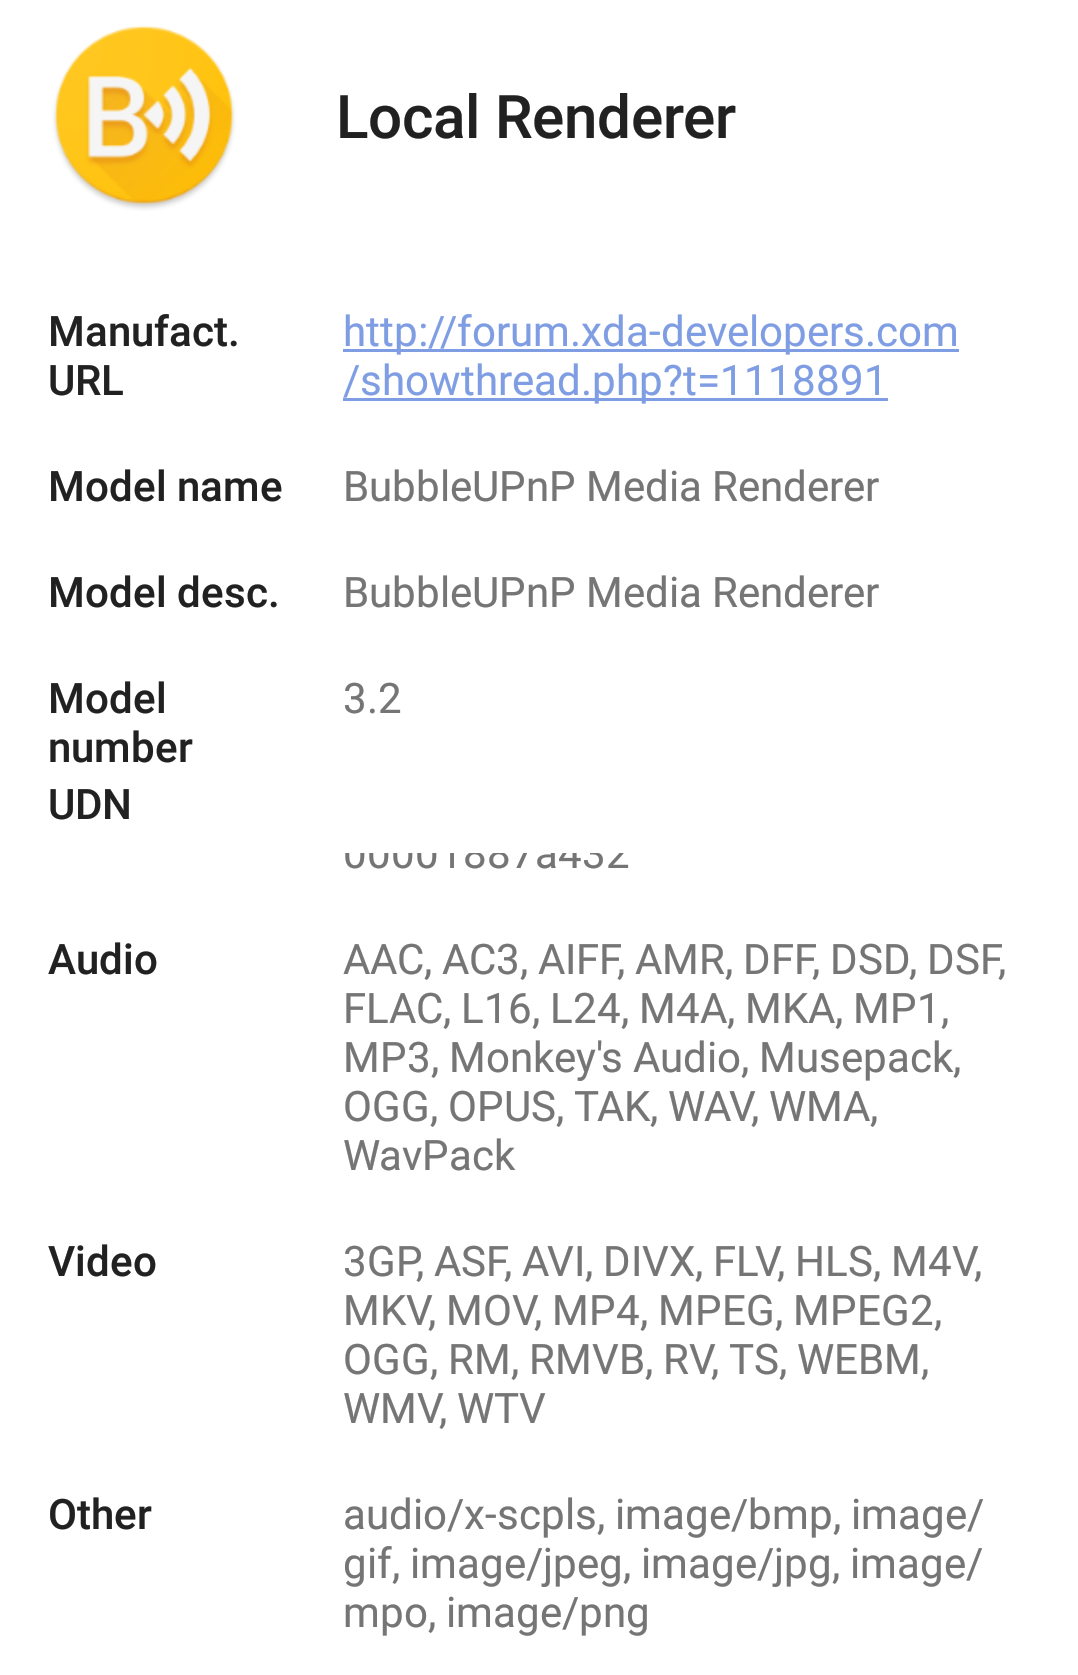 B
Local Renderer
Manufact.
URL
http://forum.xda-developers.com
/showthread.php?t=1118891
Model name
BubbleUPnP Media Renderer
Model desc.
BubbleUPnP Media Renderer
Model
number
3.2
UDN
Audio
AAC, AC3, AIFF, AMR, DFF, DSD, DSF,
FLAC, L16, L24, M4A, MKA, MP1,
MP3, Monkey's Audio, Musepack,
OGG, OPUS, TAK, WAV, WMA,
WavPack
Video
3GP, ASF, AVI, DIVX, FLV, HLS, M4V,
MKV, MOV, MP4, MPEG, MPEG2,
OGG, RM, RMVB, RV, TS, WEBM,
WMV, WTV
Other
audio/x-scpls, image/bmp, image/
gif, image/jpeg, image/jpg, image/
mpo, image/png